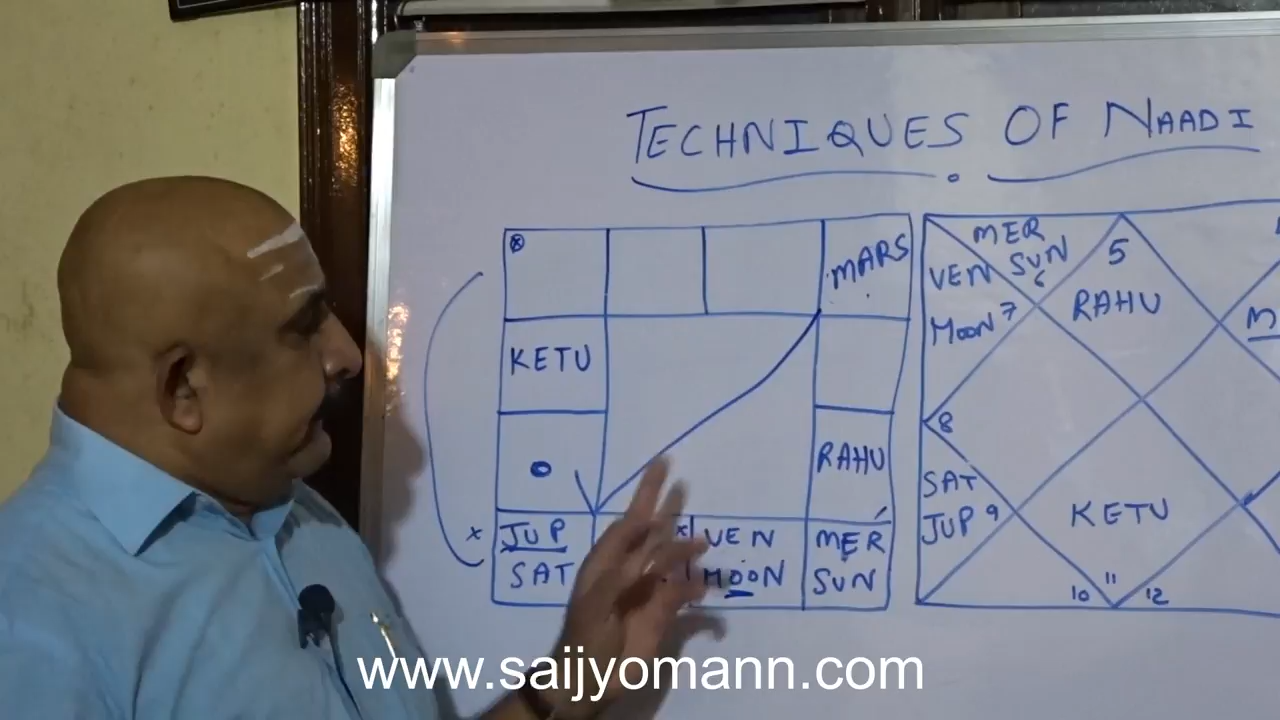 TECHNIQUES OF NAADI
MARS
KETU
RAHU
JUP
SAT
VEN
MOON
MER
SUN
MER
SUN
6
VEN
MOON 7
5
RAHU
M
8
SAT
JUP 9
KETU
10
11
12
www.saijyomann.com